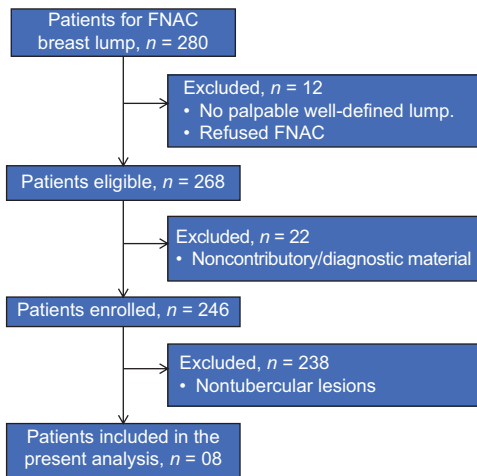 Patients for FNAC
breast lump, n = 280
Excluded, n = 12
• No palpable well-defined lump.
• Refused FNAC
Patients eligible, n = 268
Excluded, n = 22
• Noncontributory/diagnostic material
Patients enrolled, n = 246
Excluded, n = 238
• Nontubercular lesions
Patients included in the
present analysis, n = 08